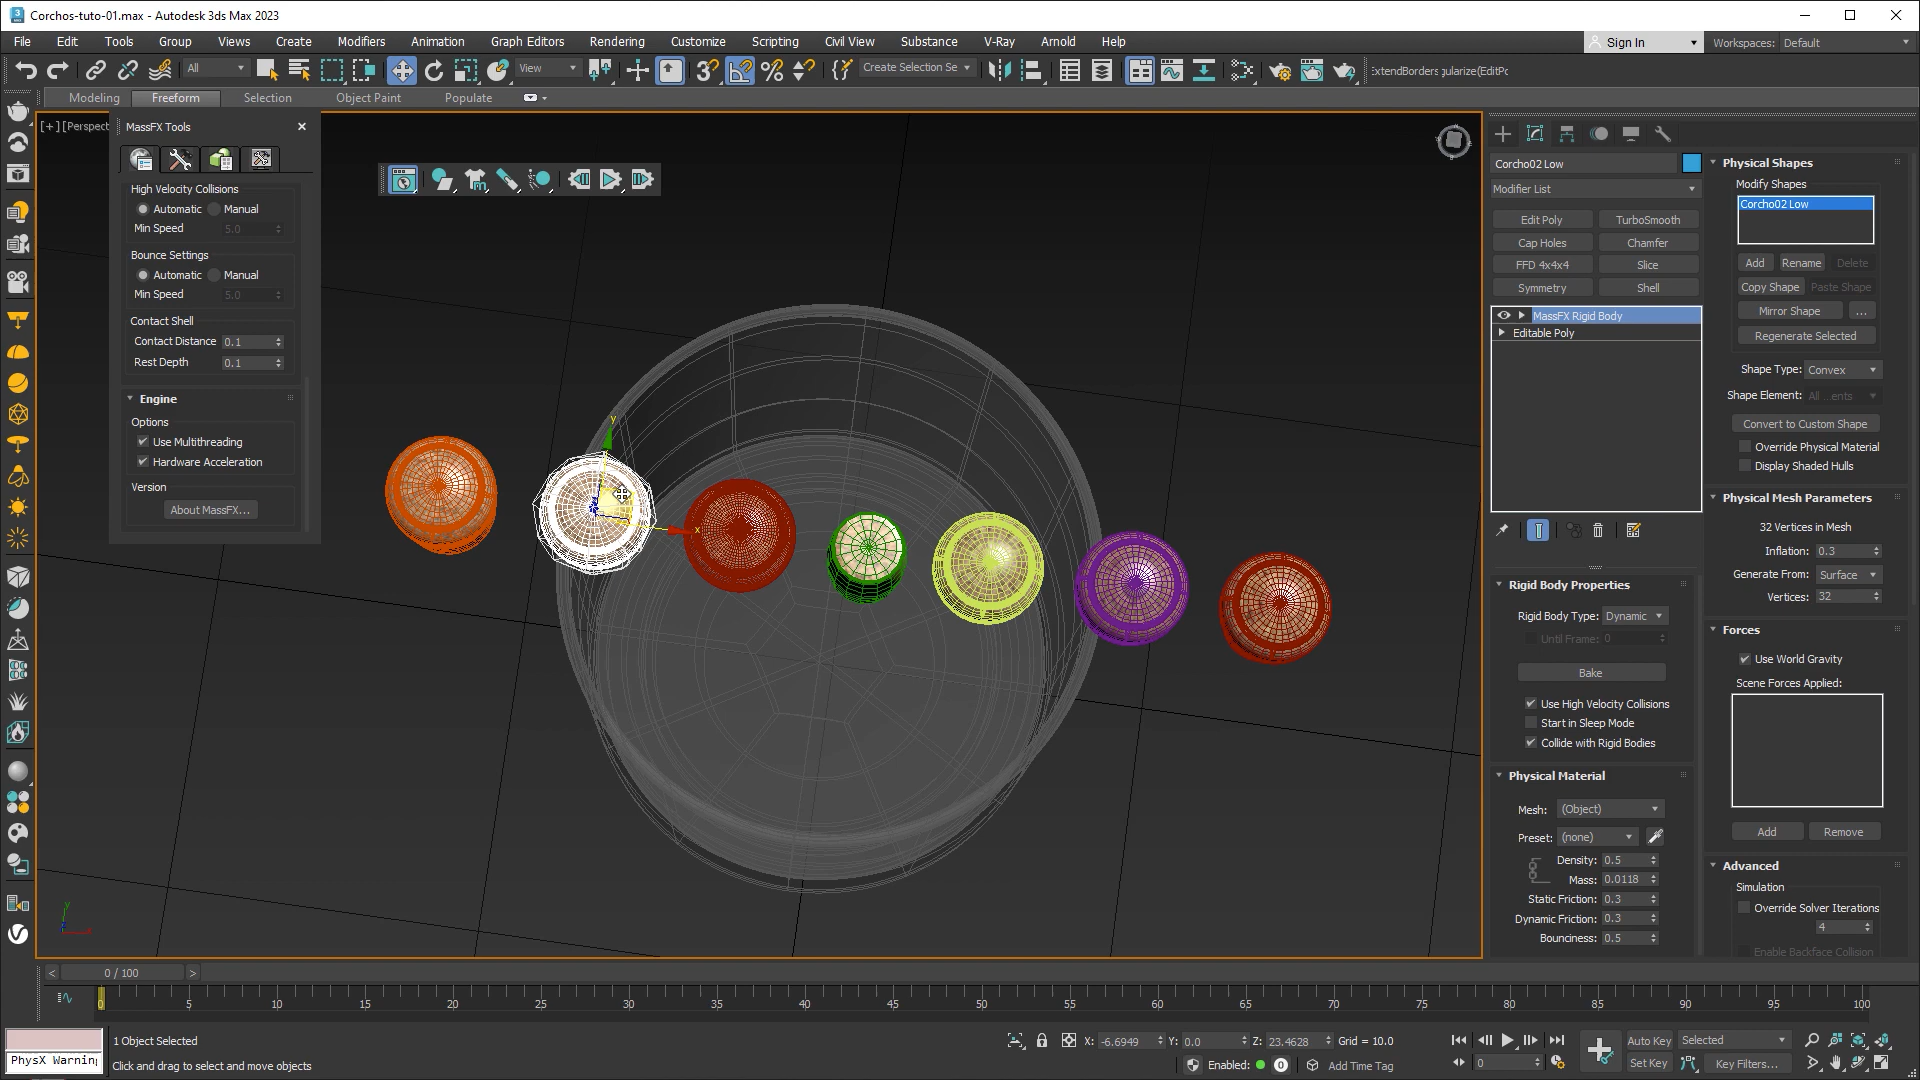 Corchos-tuto-01.max - Autodesk 3ds Max 2023
File Edit Tools Group Views Create Modifiers Animation Graph Editors Rendering Customize Scripting Civil View Substance V-Ray Arnold Help
Sign In Workspaces: Default
All View Create Selection Se
Modeling Freeform Selection Object Paint Populate
[+][Perspect
MassFX Tools
High Velocity Collisions
Automatic Manual
Min Speed 5.0
Bounce Settings
Automatic Manual
Min Speed 5.0
Contact Shell
Contact Distance 0.1
Rest Depth 0.1
Engine
Options
Use Multithreading
Hardware Acceleration
Version
About MassFX...
y
x
Corcho02 Low
Modifier List
Edit Poly TurboSmooth
Cap Holes Chamfer
FFD 4x4x4 Slice
Symmetry Shell
MassFX Rigid Body
Editable Poly
Rigid Body Properties
Rigid Body Type: Dynamic
Until Frame: 0
Bake
Use High Velocity Collisions
Start in Sleep Mode
Collide with Rigid Bodies
Physical Material
Mesh: (Object)
Preset: (none)
Density: 0.5
Mass: 0.0118
Static Friction: 0.3
Dynamic Friction: 0.3
Bounciness: 0.5
Physical Shapes
Modify Shapes
Corcho02 Low
Add Rename Delete
Copy Shape Paste Shape
Mirror Shape ...
Regenerate Selected
Shape Type: Convex
Shape Element: All ...ents
Convert to Custom Shape
Override Physical Material
Display Shaded Hulls
Physical Mesh Parameters
32 Vertices in Mesh
Inflation: 0.3
Generate From: Surface
Vertices: 32
Forces
Use World Gravity
Scene Forces Applied:
Add Remove
Advanced
Simulation
Override Solver Iterations
4
Enable Backface Collision
0 / 100
0 5 10 15 20 25 30 35 40 45 50 55 60 65 70 75 80 85 90 95 100
PhysX Warning
1 Object Selected
Click and drag to select and move objects
X: -6.6949 Y: 0.0 Z: 23.4628 Grid = 10.0
Enabled: 0 Add Time Tag
0
Auto Key Selected
Set Key Key Filters...